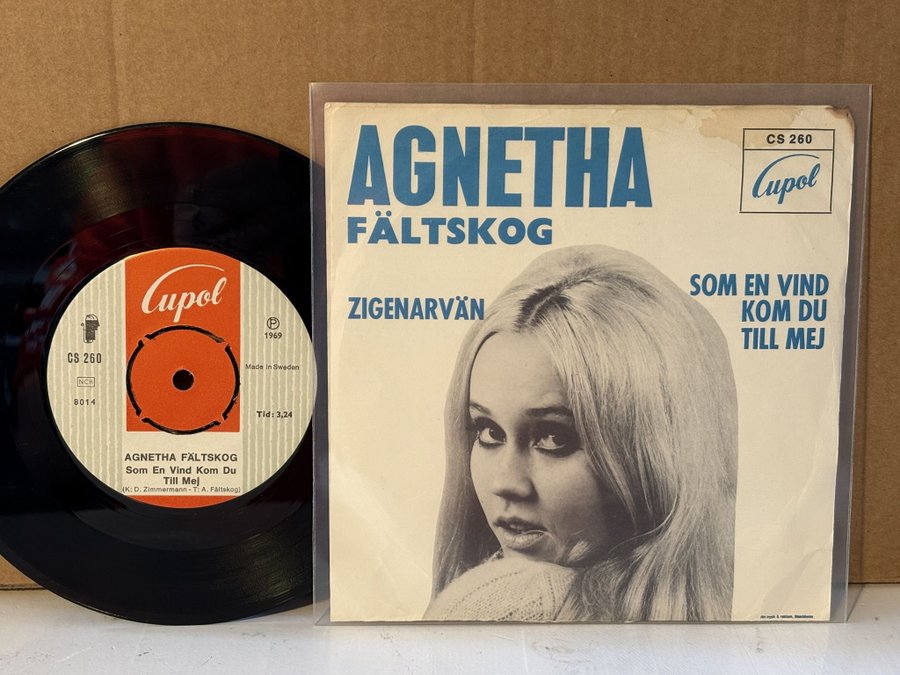 Cupol
℗
1969
Made in Sweden
CS 260
NCB
8014
Tid: 3,24
AGNETHA FÄLTSKOG
Som En Vind Kom Du
Till Mej
(K: D. Zimmermann - T: A. Fältskog)
AGNETHA
FÄLTSKOG
CS 260
Cupol
ZIGENARVÄN
SOM EN VIND
KOM DU
TILL MEJ